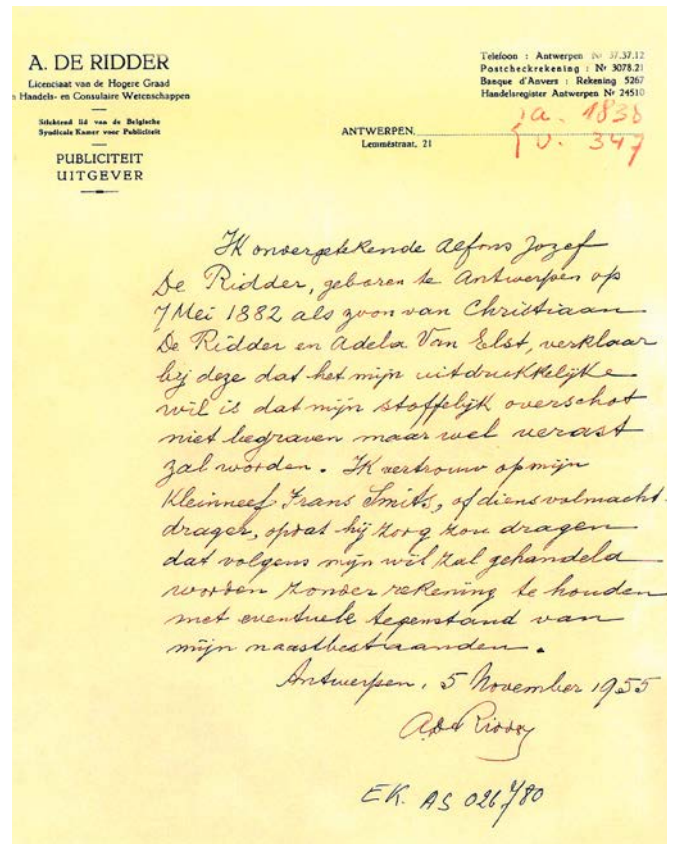 A. DE RIDDER
Licenciaat van de Hogere Graad
n Handels- en Consulaire Wetenschappen
Stichtend lid van de Belgische
Syndicale Kamer voor Publiciteit
PUBLICITEIT
UITGEVER
Telefoon : Antwerpen Nr 37.37.12
Postcheckrekening : Nr 3078.21
Banque d'Anvers : Rekening 5267
Handelsregister Antwerpen Nr 24510
a. 1838
v. 347
ANTWERPEN,
Lemméstraat, 21
Ik ondergetekende Alfons Jozef
De Ridder, geboren te Antwerpen op
7 Mei 1882 als zoon van Christiaan
De Ridder en Adela Van Elst, verklaar
bij deze dat het mijn uitdrukkelijke
wil is dat mijn stoffelijk overschot
niet begraven maar wel verast
zal worden. Ik vertrouw op mijn
Kleinneef Frans Smits, of diens volmacht-
drager, opdat hij zorg zou dragen
dat volgens mijn wil zal gehandeld
worden zonder rekening te houden
met eventuele tegenstand van
mijn naastbestaanden.
Antwerpen, 5 November 1955
A. De Ridder
EK. AS 026480